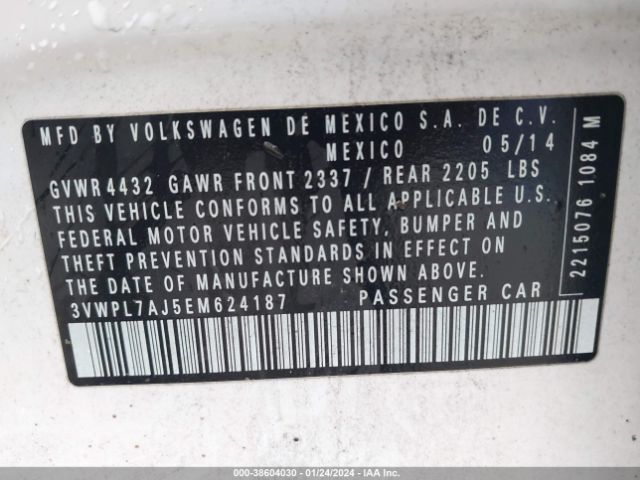 MFD BY VOLKSWAGEN DE MEXICO S.A. DE C.V.
MEXICO 05/14
GVWR4432 GAWR FRONT 2337 / REAR 2205 LBS
THIS VEHICLE CONFORMS TO ALL APPLICABLE U.S.
FEDERAL MOTOR VEHICLE SAFETY, BUMPER AND
THEFT PREVENTION STANDARDS IN EFFECT ON
THE DATE OF MANUFACTURE SHOWN ABOVE.
3VWPL7AJ5EM624187 PASSENGER CAR
2215076 1084 M
000-38604030 - 01/24/2024 - IAA Inc.